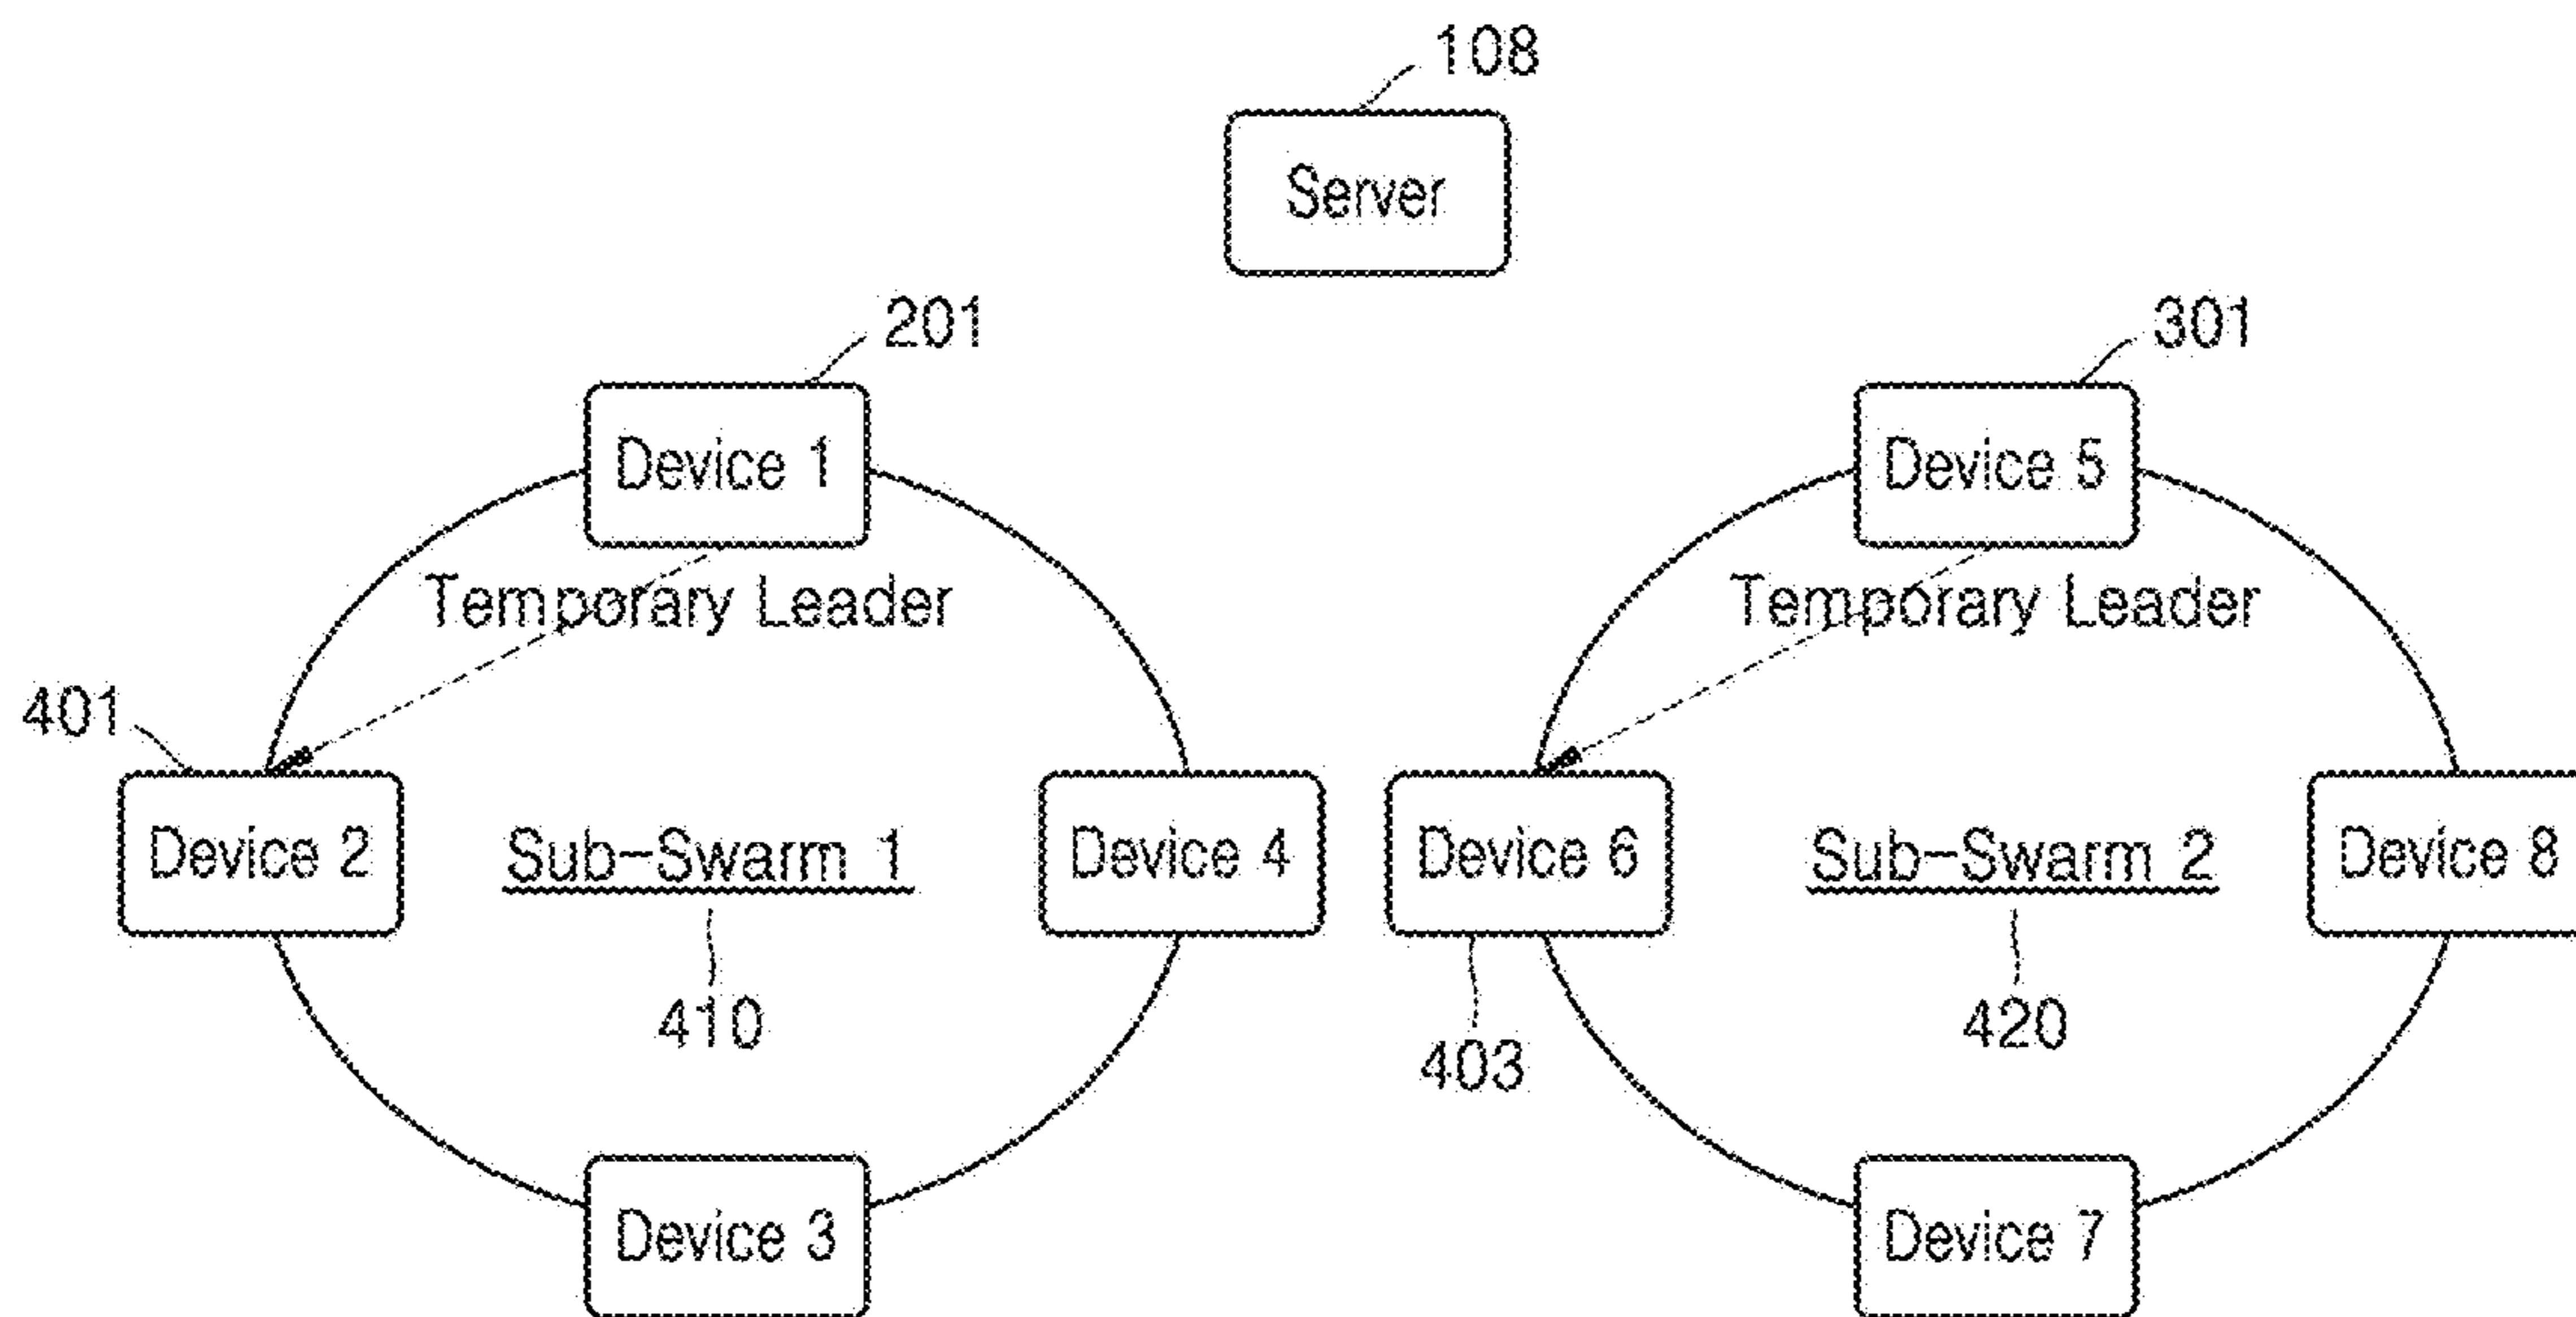 108
Server
201
301
Device 1
Device 5
Temporary Leader
Temporary Leader
401
Device 2
Sub-Swarm 1
Device 4
Device 6
Sub-Swarm 2
Device 8
410
403
420
Device 3
Device 7